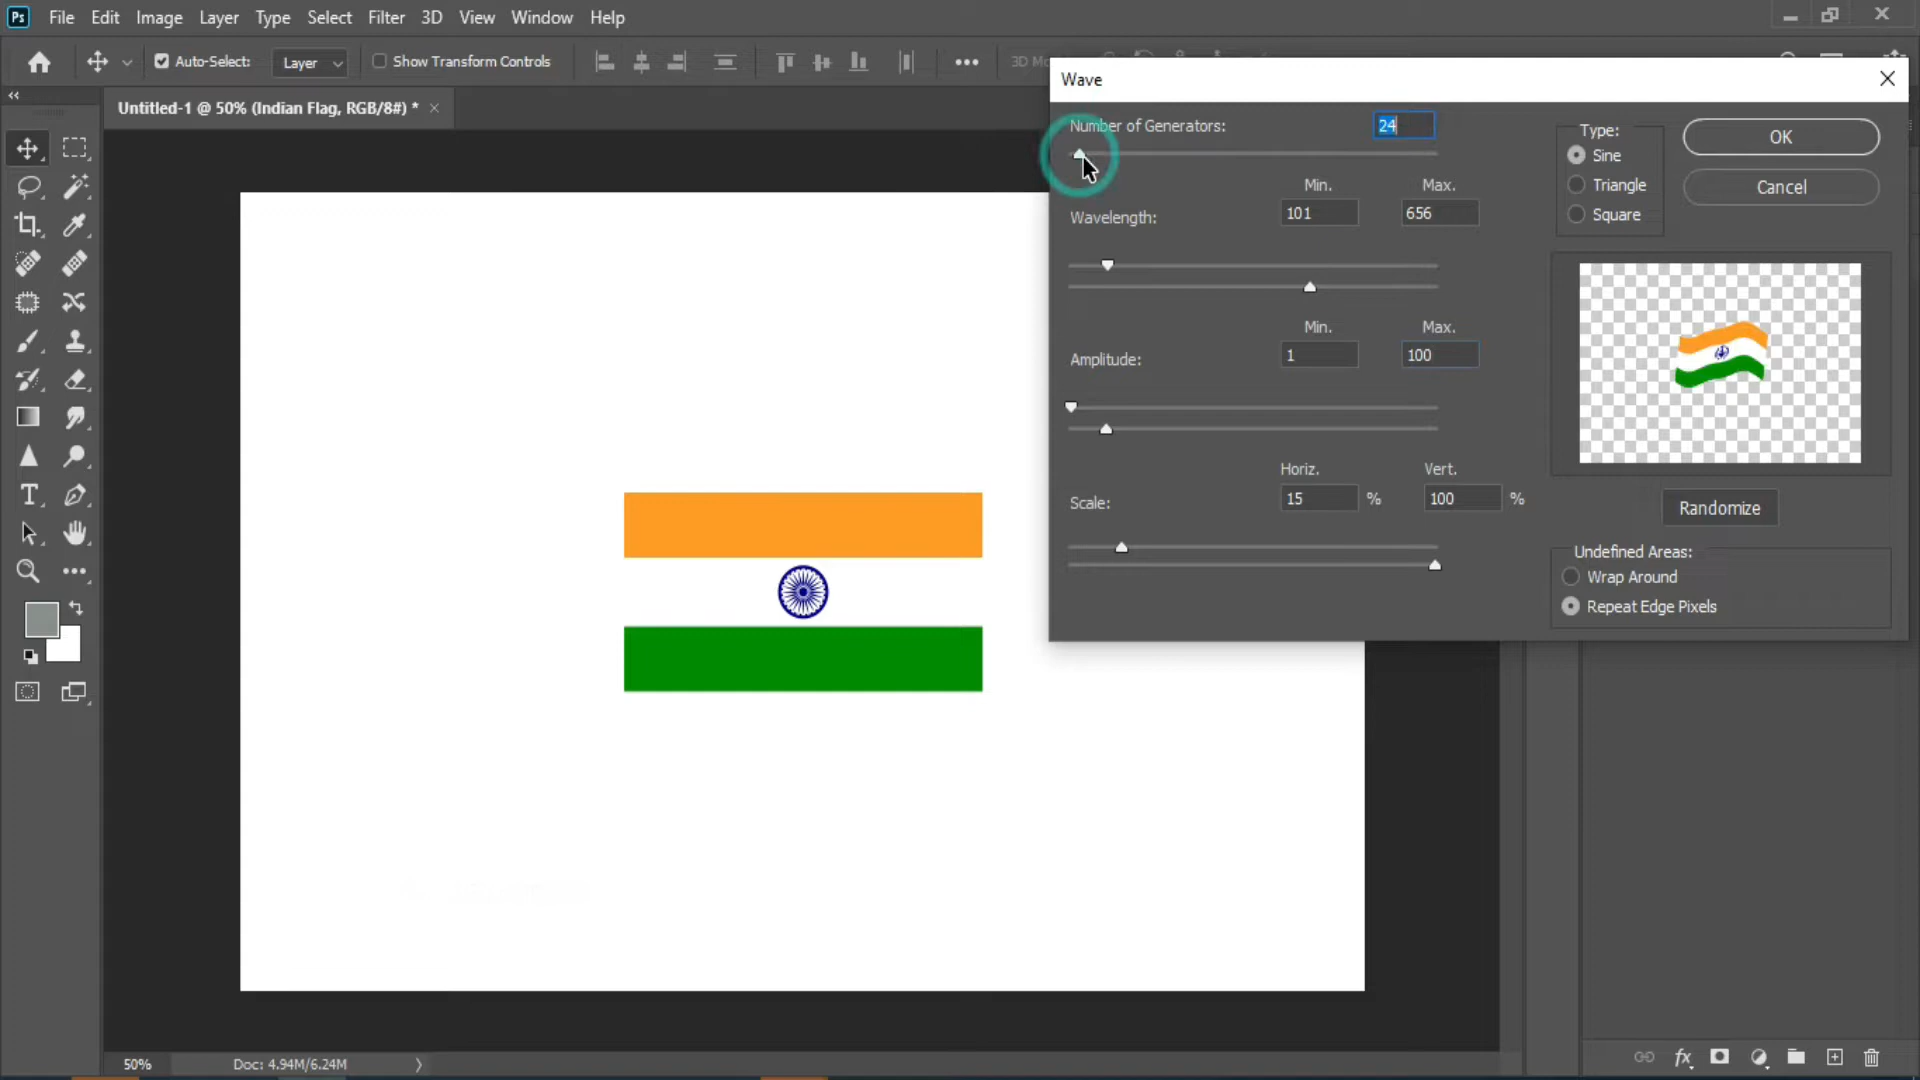 Ps File Edit Image Layer Type Select Filter 3D View Window Help
Auto-Select: Layer Show Transform Controls 3D
Untitled-1 @ 50% (Indian Flag, RGB/8#) *
Wave
Number of Generators: 24
Min. Max.
Wavelength: 101 656
Min. Max.
Amplitude: 1 100
Horiz. Vert.
Scale: 15 % 100 %
Type:
Sine
Triangle
Square
OK
Cancel
Randomize
Undefined Areas:
Wrap Around
Repeat Edge Pixels
50% Doc: 4.94M/6.24M
fx